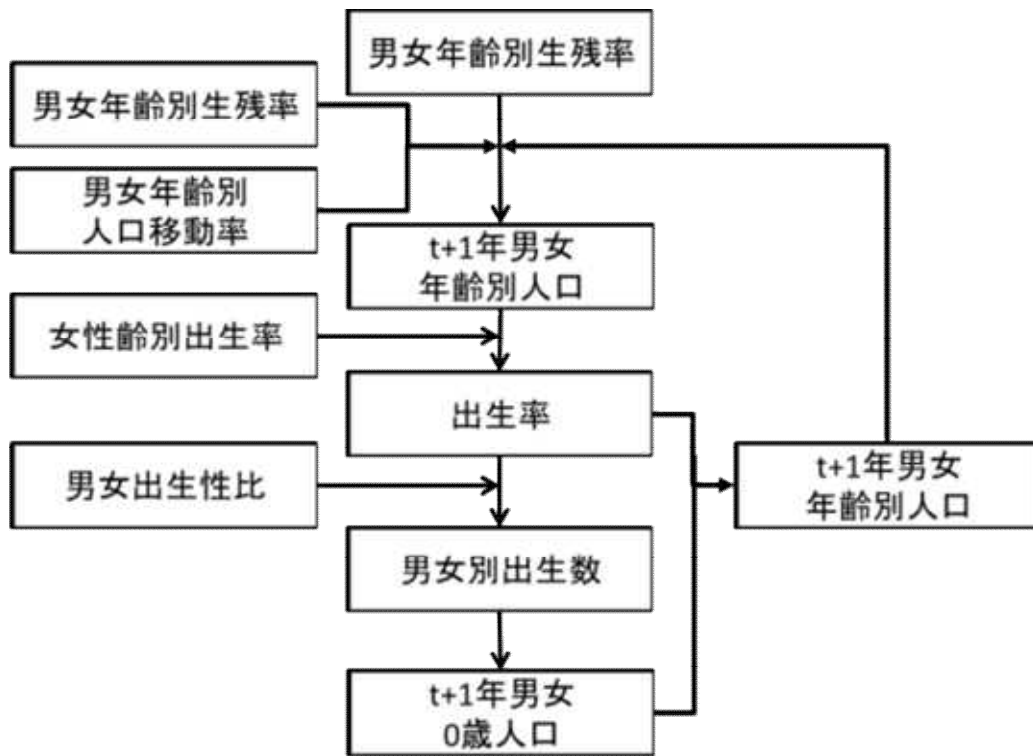 男女年齢別生残率
男女年齢別生残率
男女年齢別
人口移動率
t+1年男女
年齢別人口
女性齢別出生率
出生率
男女出生性比
t+1年男女
年齢別人口
男女別出生数
t+1年男女
0歳人口